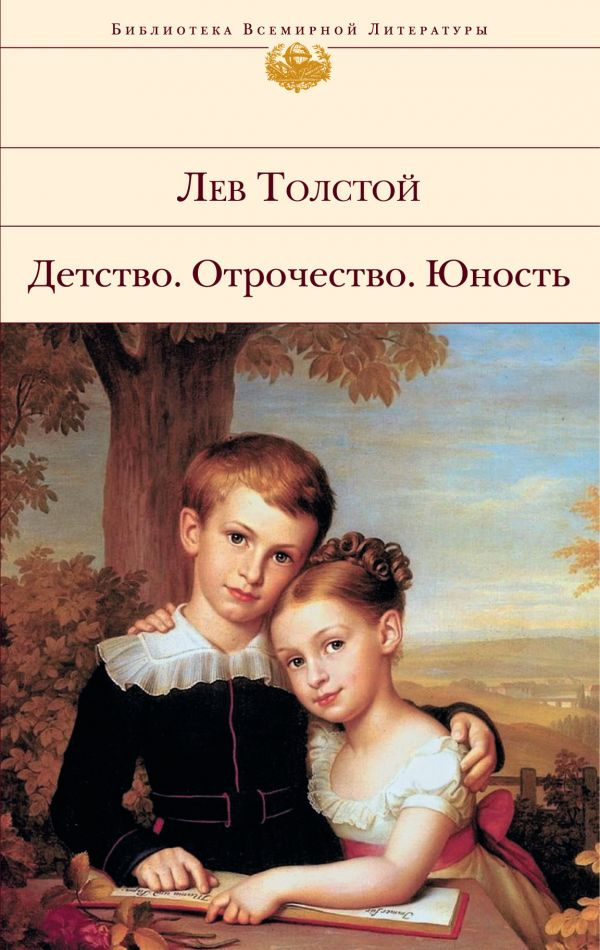 Библиотека Всемирной Литературы
Лев Толстой
Детство. Отрочество. Юность